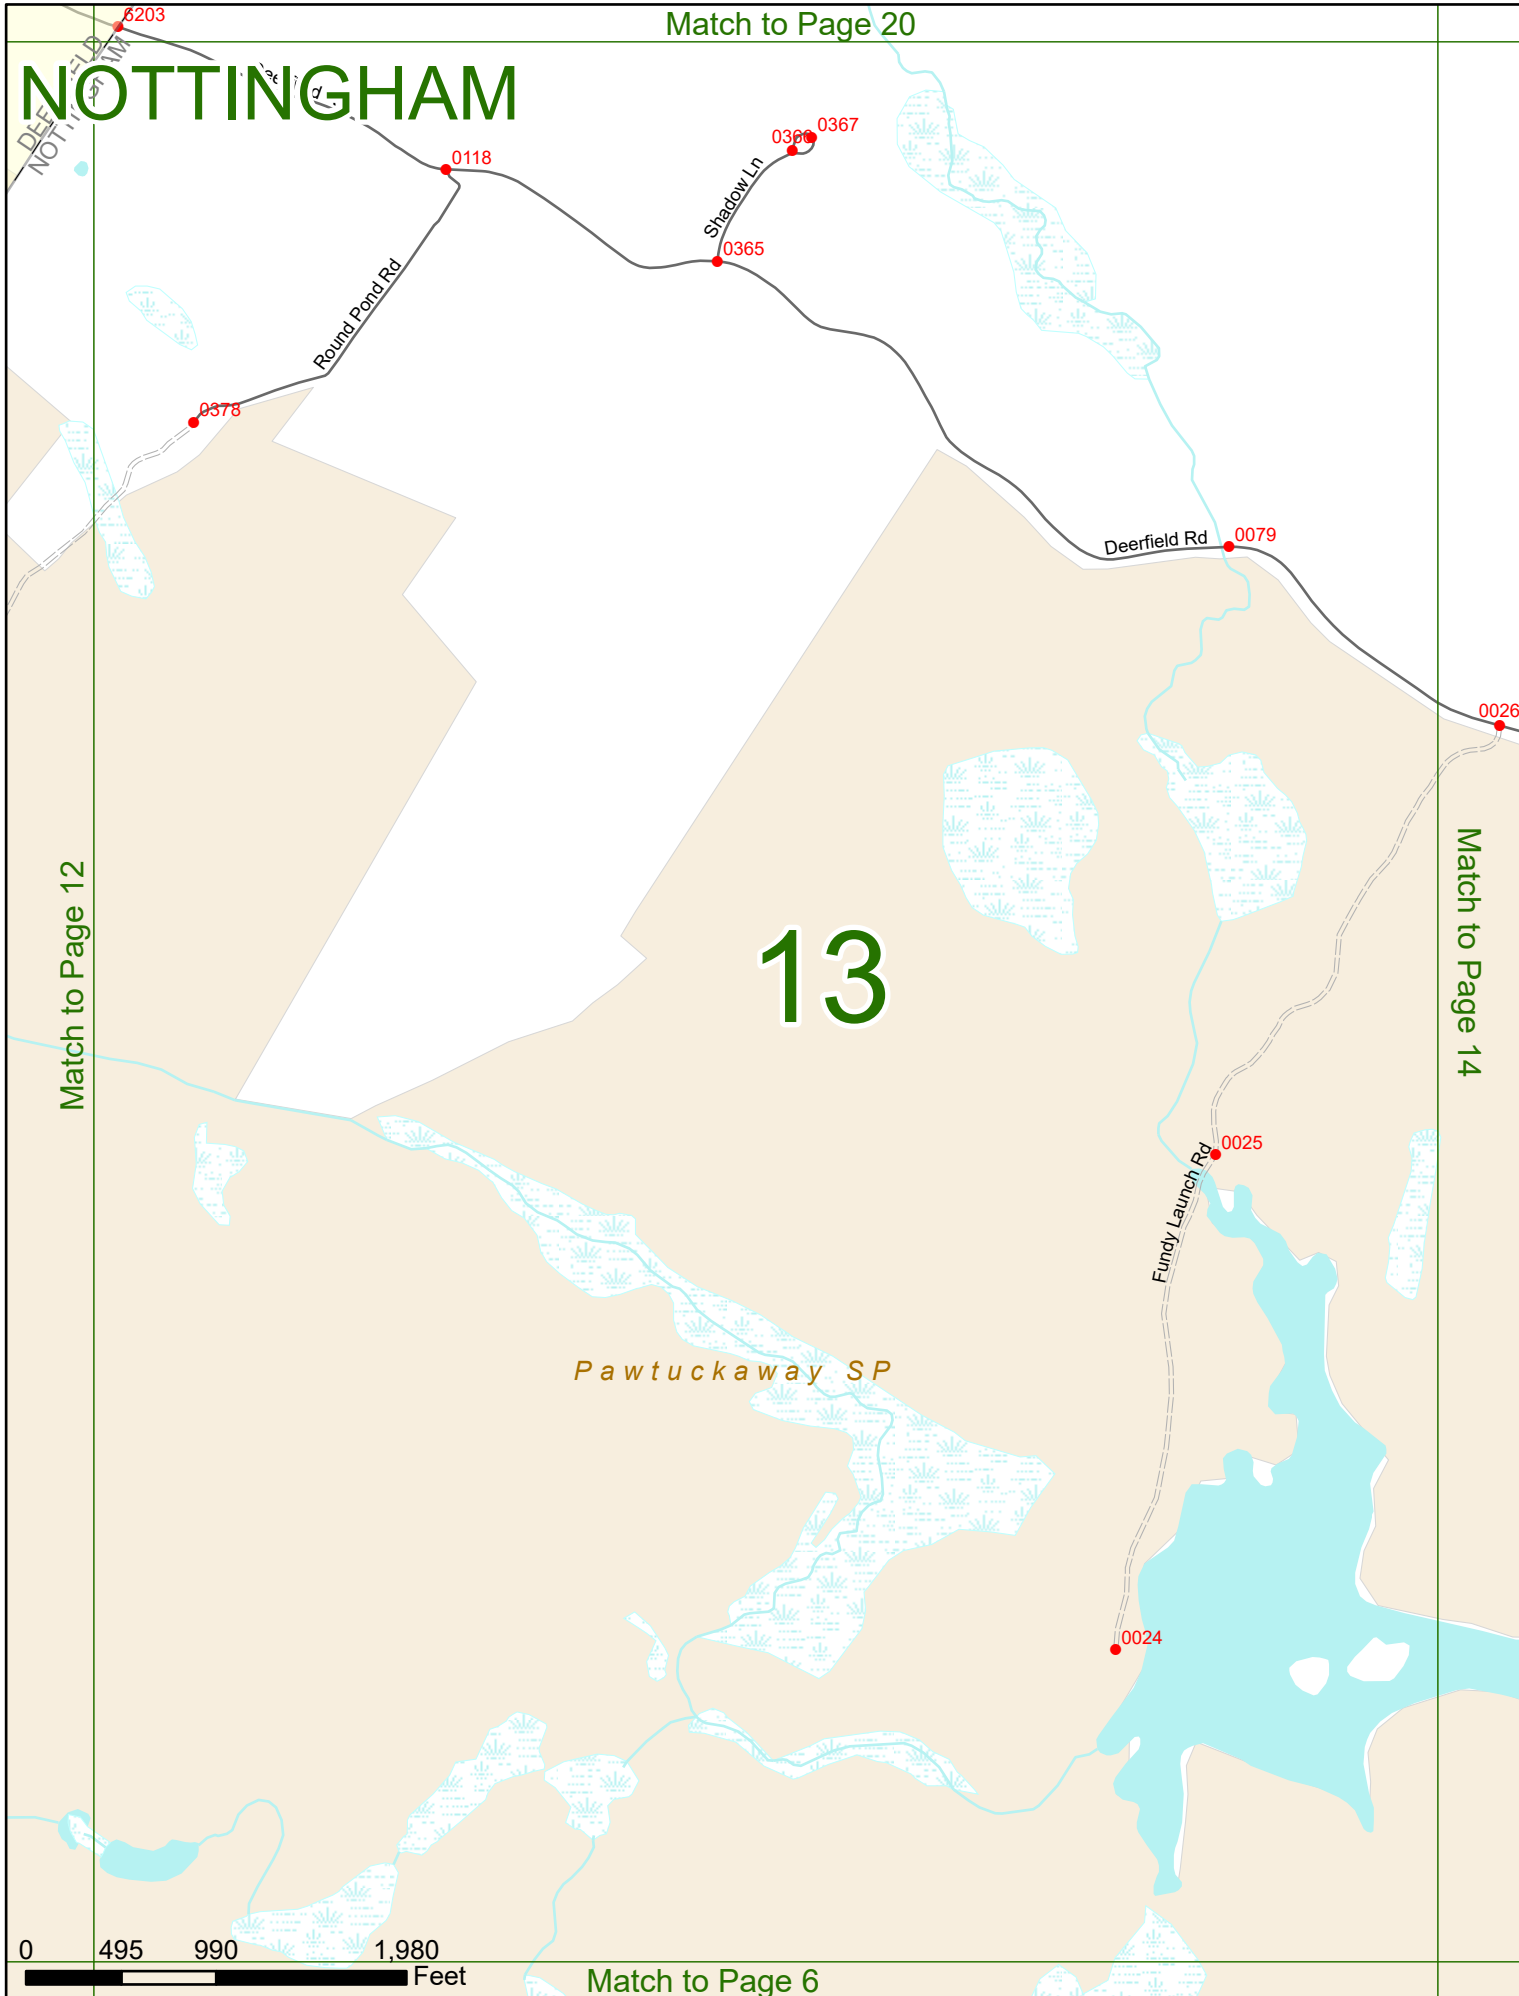 6203
Match to Page 20
NOTTINGHAM
0367
0118
Shadow Ln
0365
Round Pond Rd
0378
Deerfield Rd
0079
0026
Match to Page 12
13
Match to Page 14
0025
Fundy Launch Rd
Pawtuckaway SP
0024
0 495 990 1,980
Feet
Match to Page 6